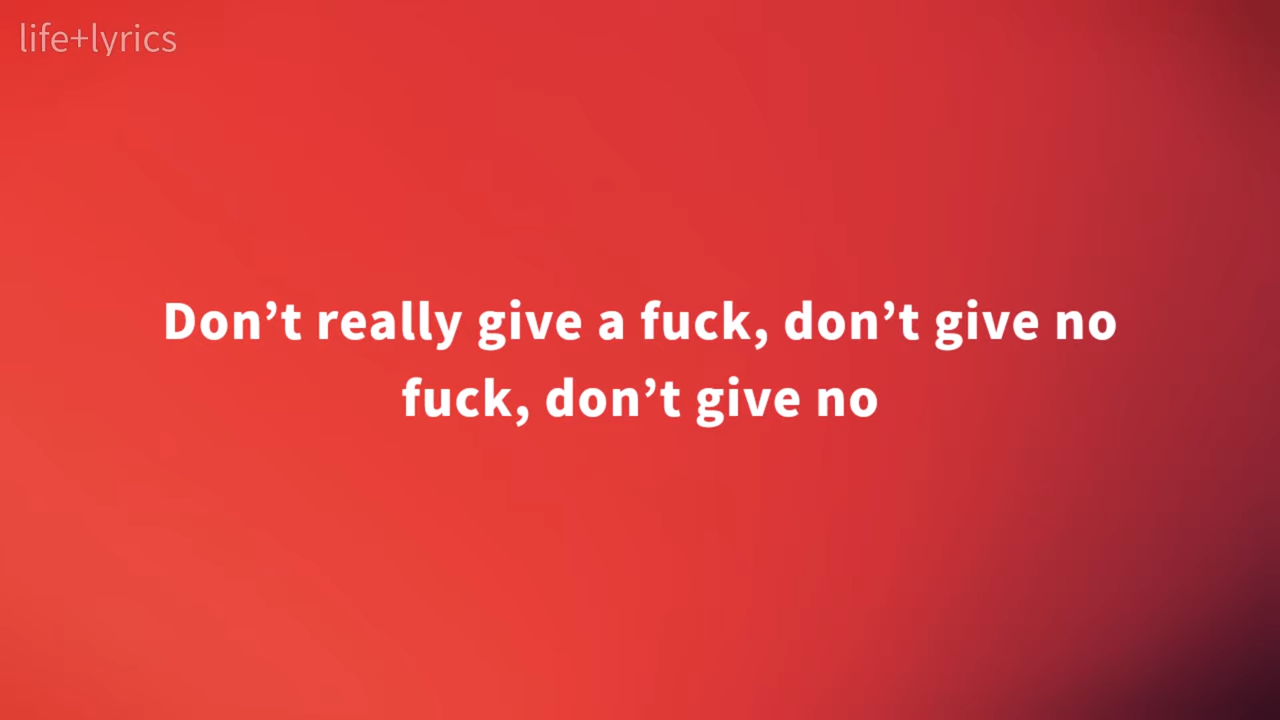 life+lyrics
Don’t really give a fuck, don’t give no
fuck, don’t give no